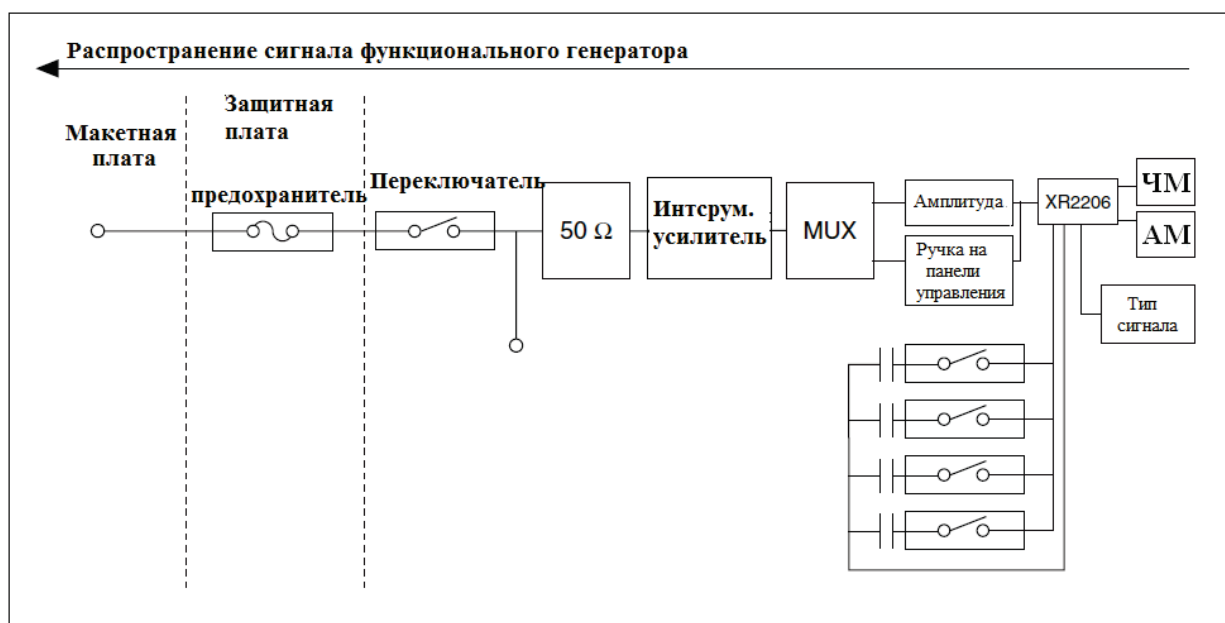 Распространение сигнала функционального генератора
Защитная
плата
Макетная
плата
предохранитель
Переключатель
50 Ω
Интсрум.
усилитель
MUX
Амплитуда
Ручка на
панели
управления
XR2206
ЧМ
АМ
Тип
сигнала